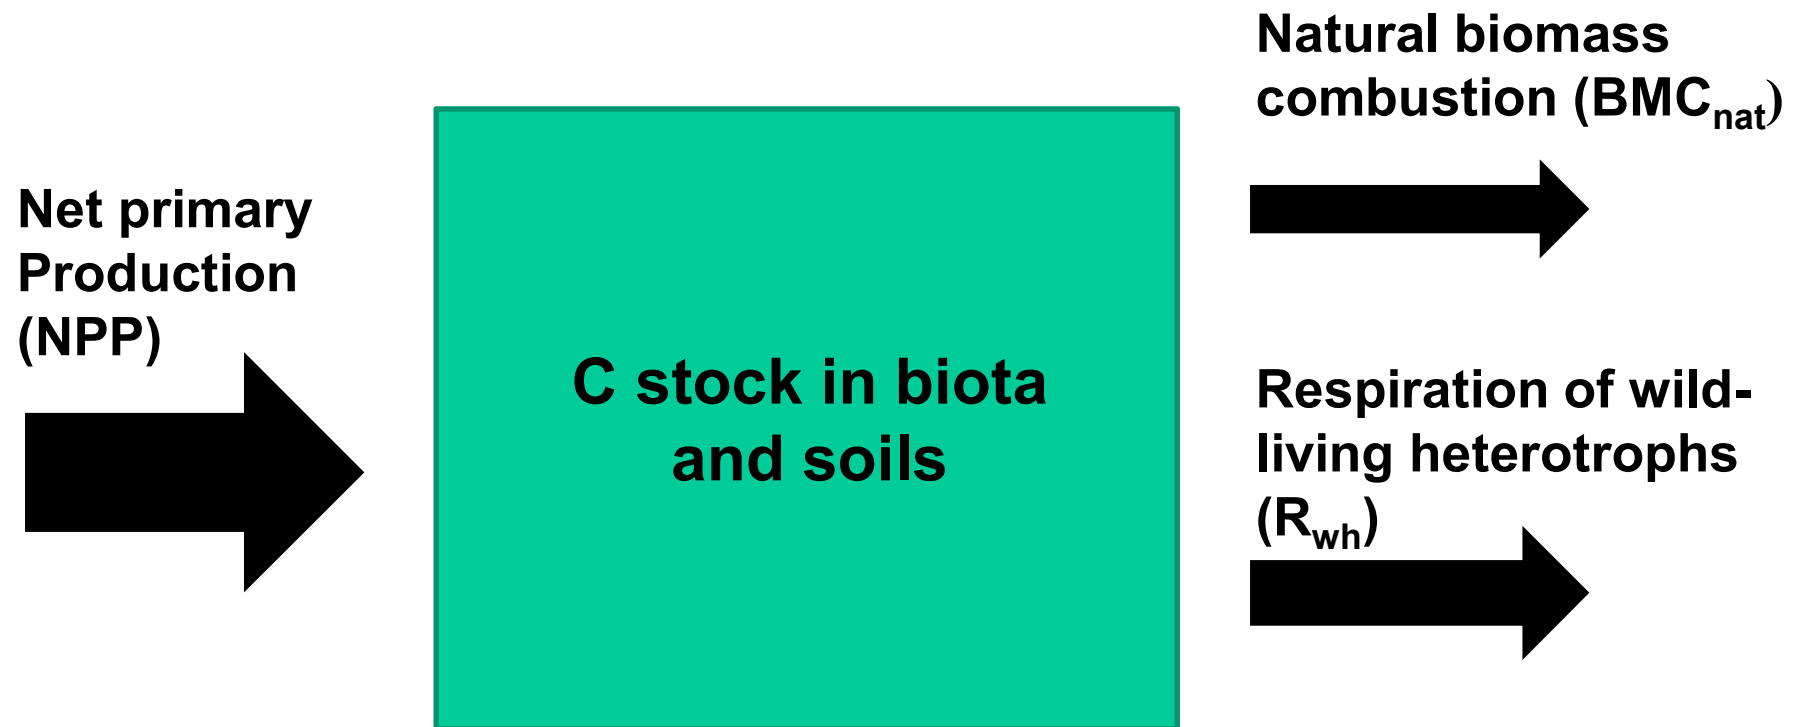 Net primary
Production
(NPP)
C stock in biota
and soils
Natural biomass
combustion (BMCnat)
Respiration of wild-
living heterotrophs
(Rwh)